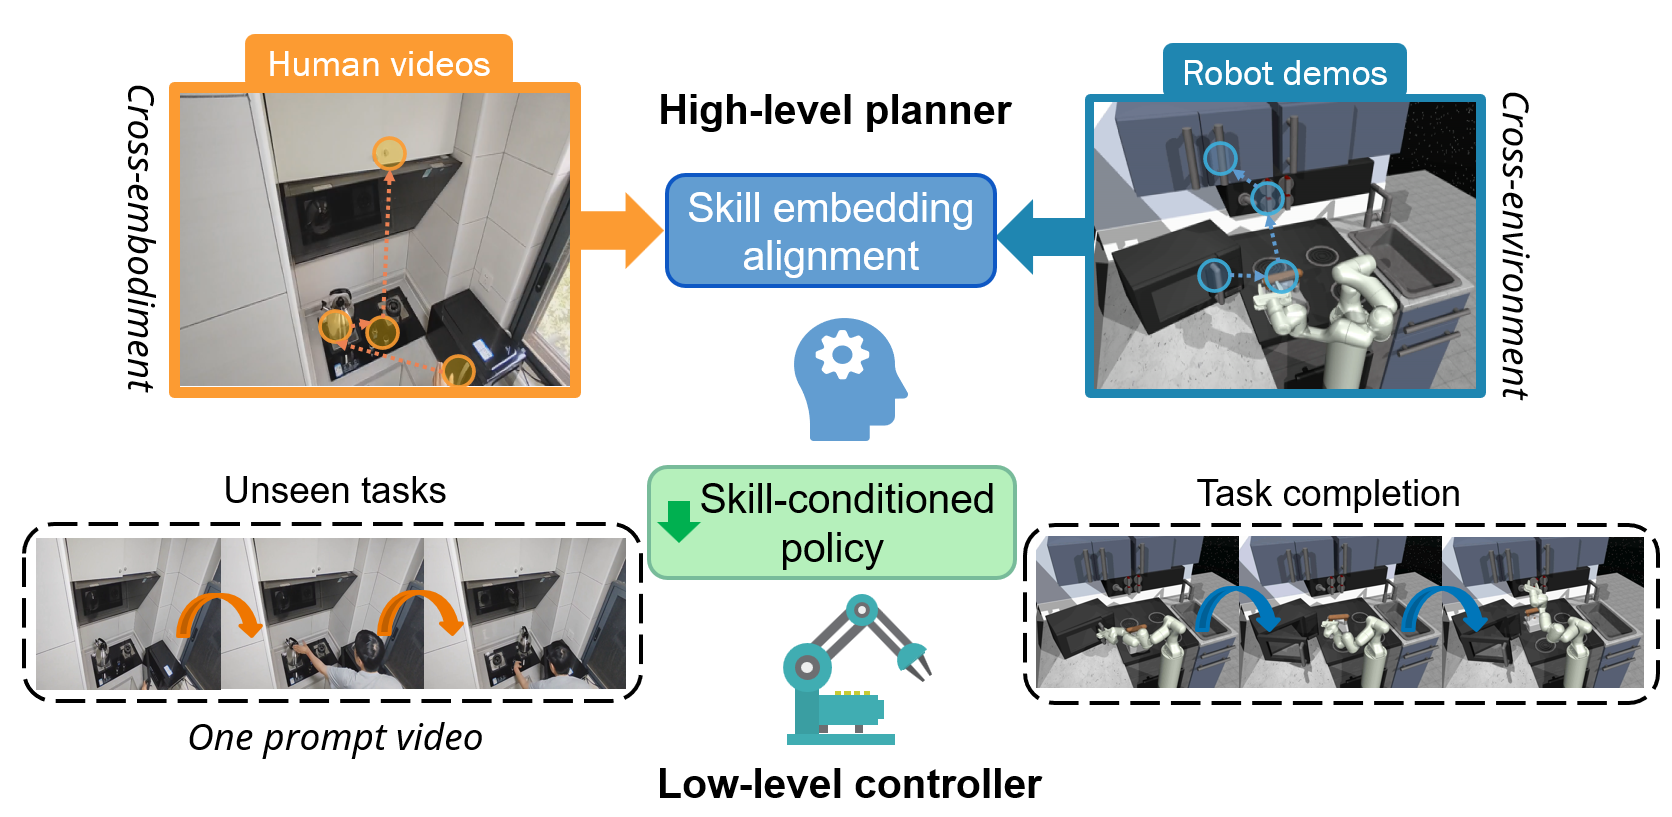 Human videos
Cross-embodiment
High-level planner
Skill embedding
alignment
Robot demos
Cross-environment
Unseen tasks
One prompt video
Skill-conditioned
policy
Low-level controller
Task completion